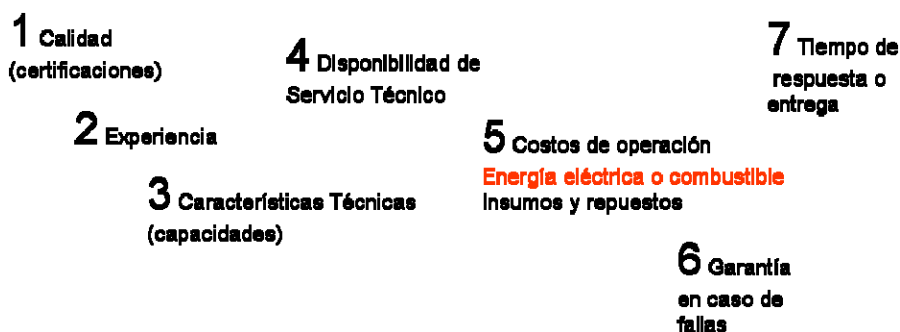 1 Calidad
(certificaciones)
2 Experiencia
3 Características Técnicas
(capacidades)
4 Disponibilidad de
Servicio Técnico
5 Costos de operación
Energía eléctrica o combustible
Insumos y repuestos
6 Garantía
en caso de
fallas
7 Tiempo de
respuesta o
entrega